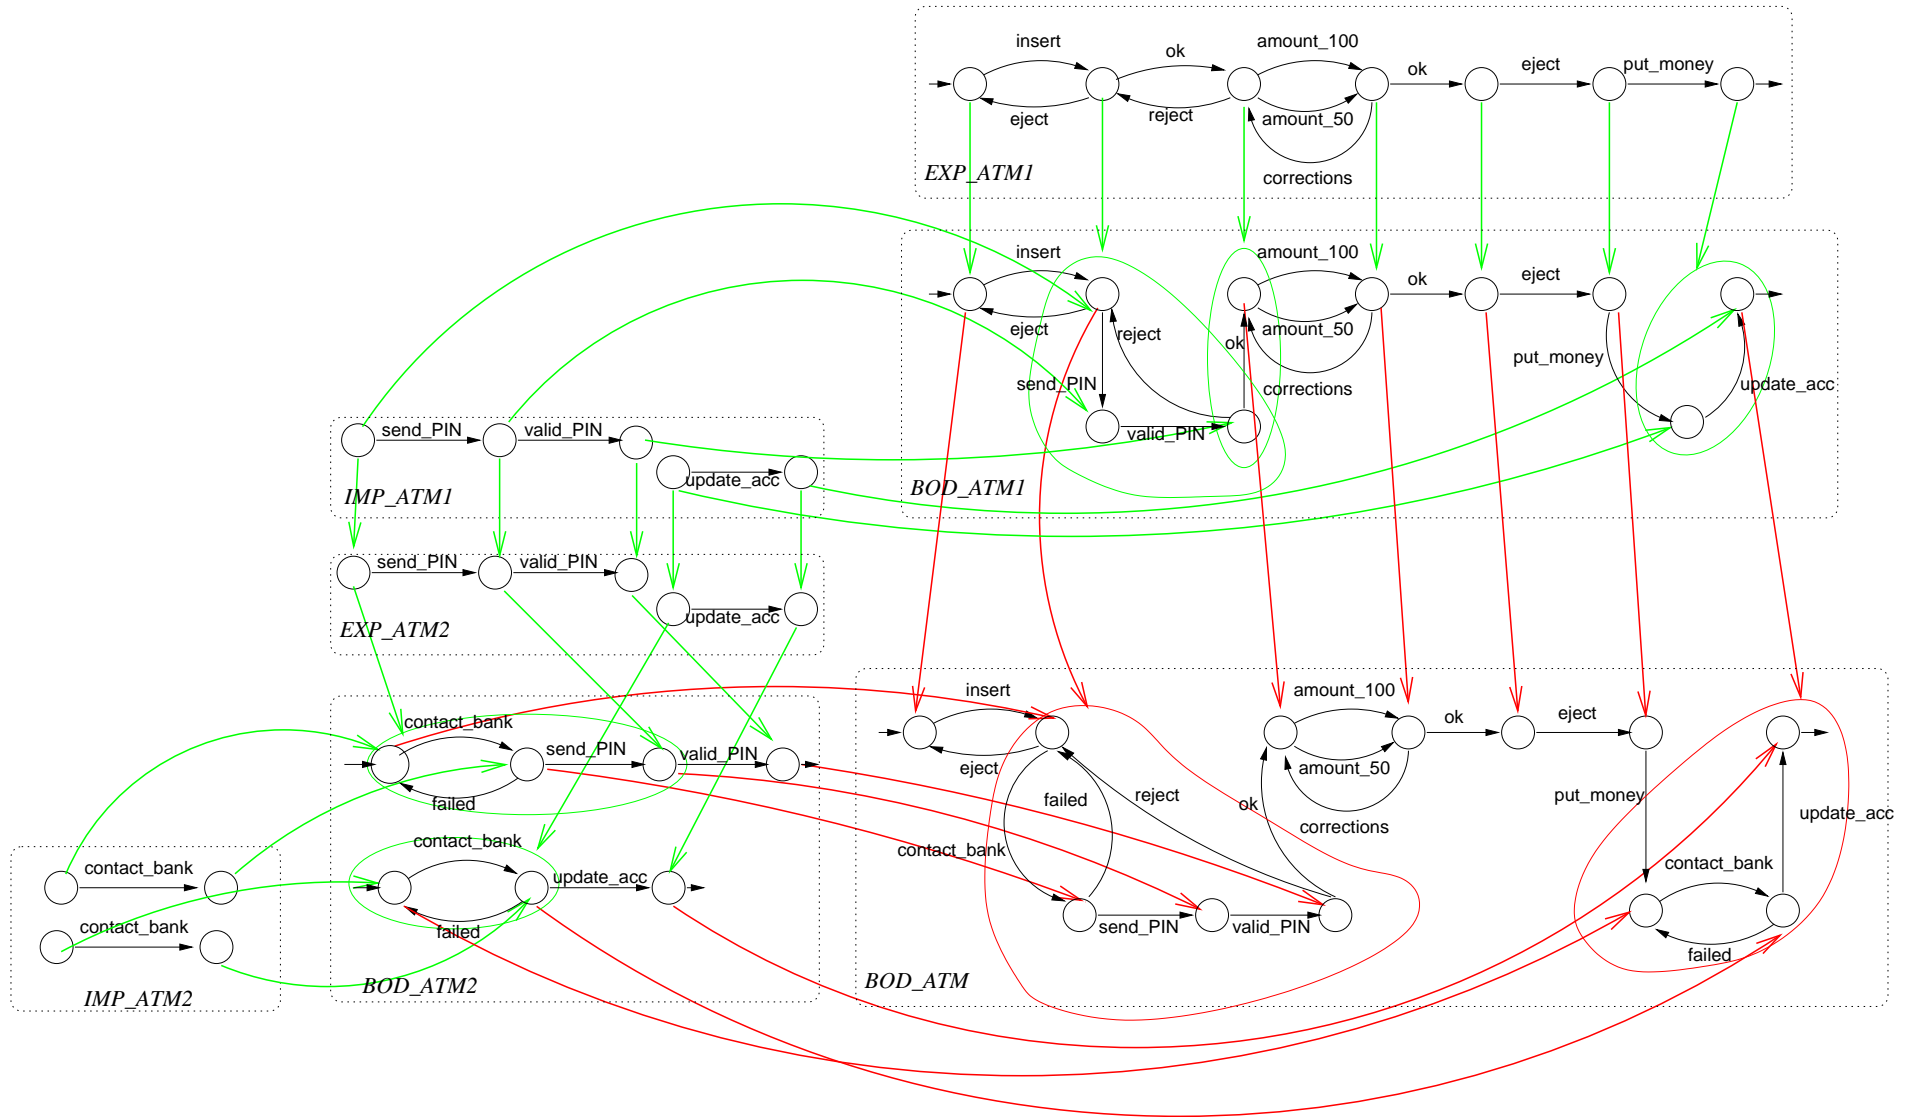 insert
ok
amount_100
ok
eject
put_money
eject
reject
amount_50
corrections
EXP_ATM1
insert
amount_100
ok
eject
eject
reject
amount_50
ok
put_money
send_PIN
corrections
update_acc
valid_PIN
BOD_ATM1
send_PIN
valid_PIN
update_acc
IMP_ATM1
send_PIN
valid_PIN
update_acc
EXP_ATM2
contact_bank
send_PIN
valid_PIN
failed
contact_bank
update_acc
failed
BOD_ATM2
contact_bank
contact_bank
IMP_ATM2
insert
amount_100
ok
eject
eject
amount_50
failed
reject
ok
put_money
corrections
update_acc
contact_bank
contact_bank
send_PIN
valid_PIN
failed
BOD_ATM